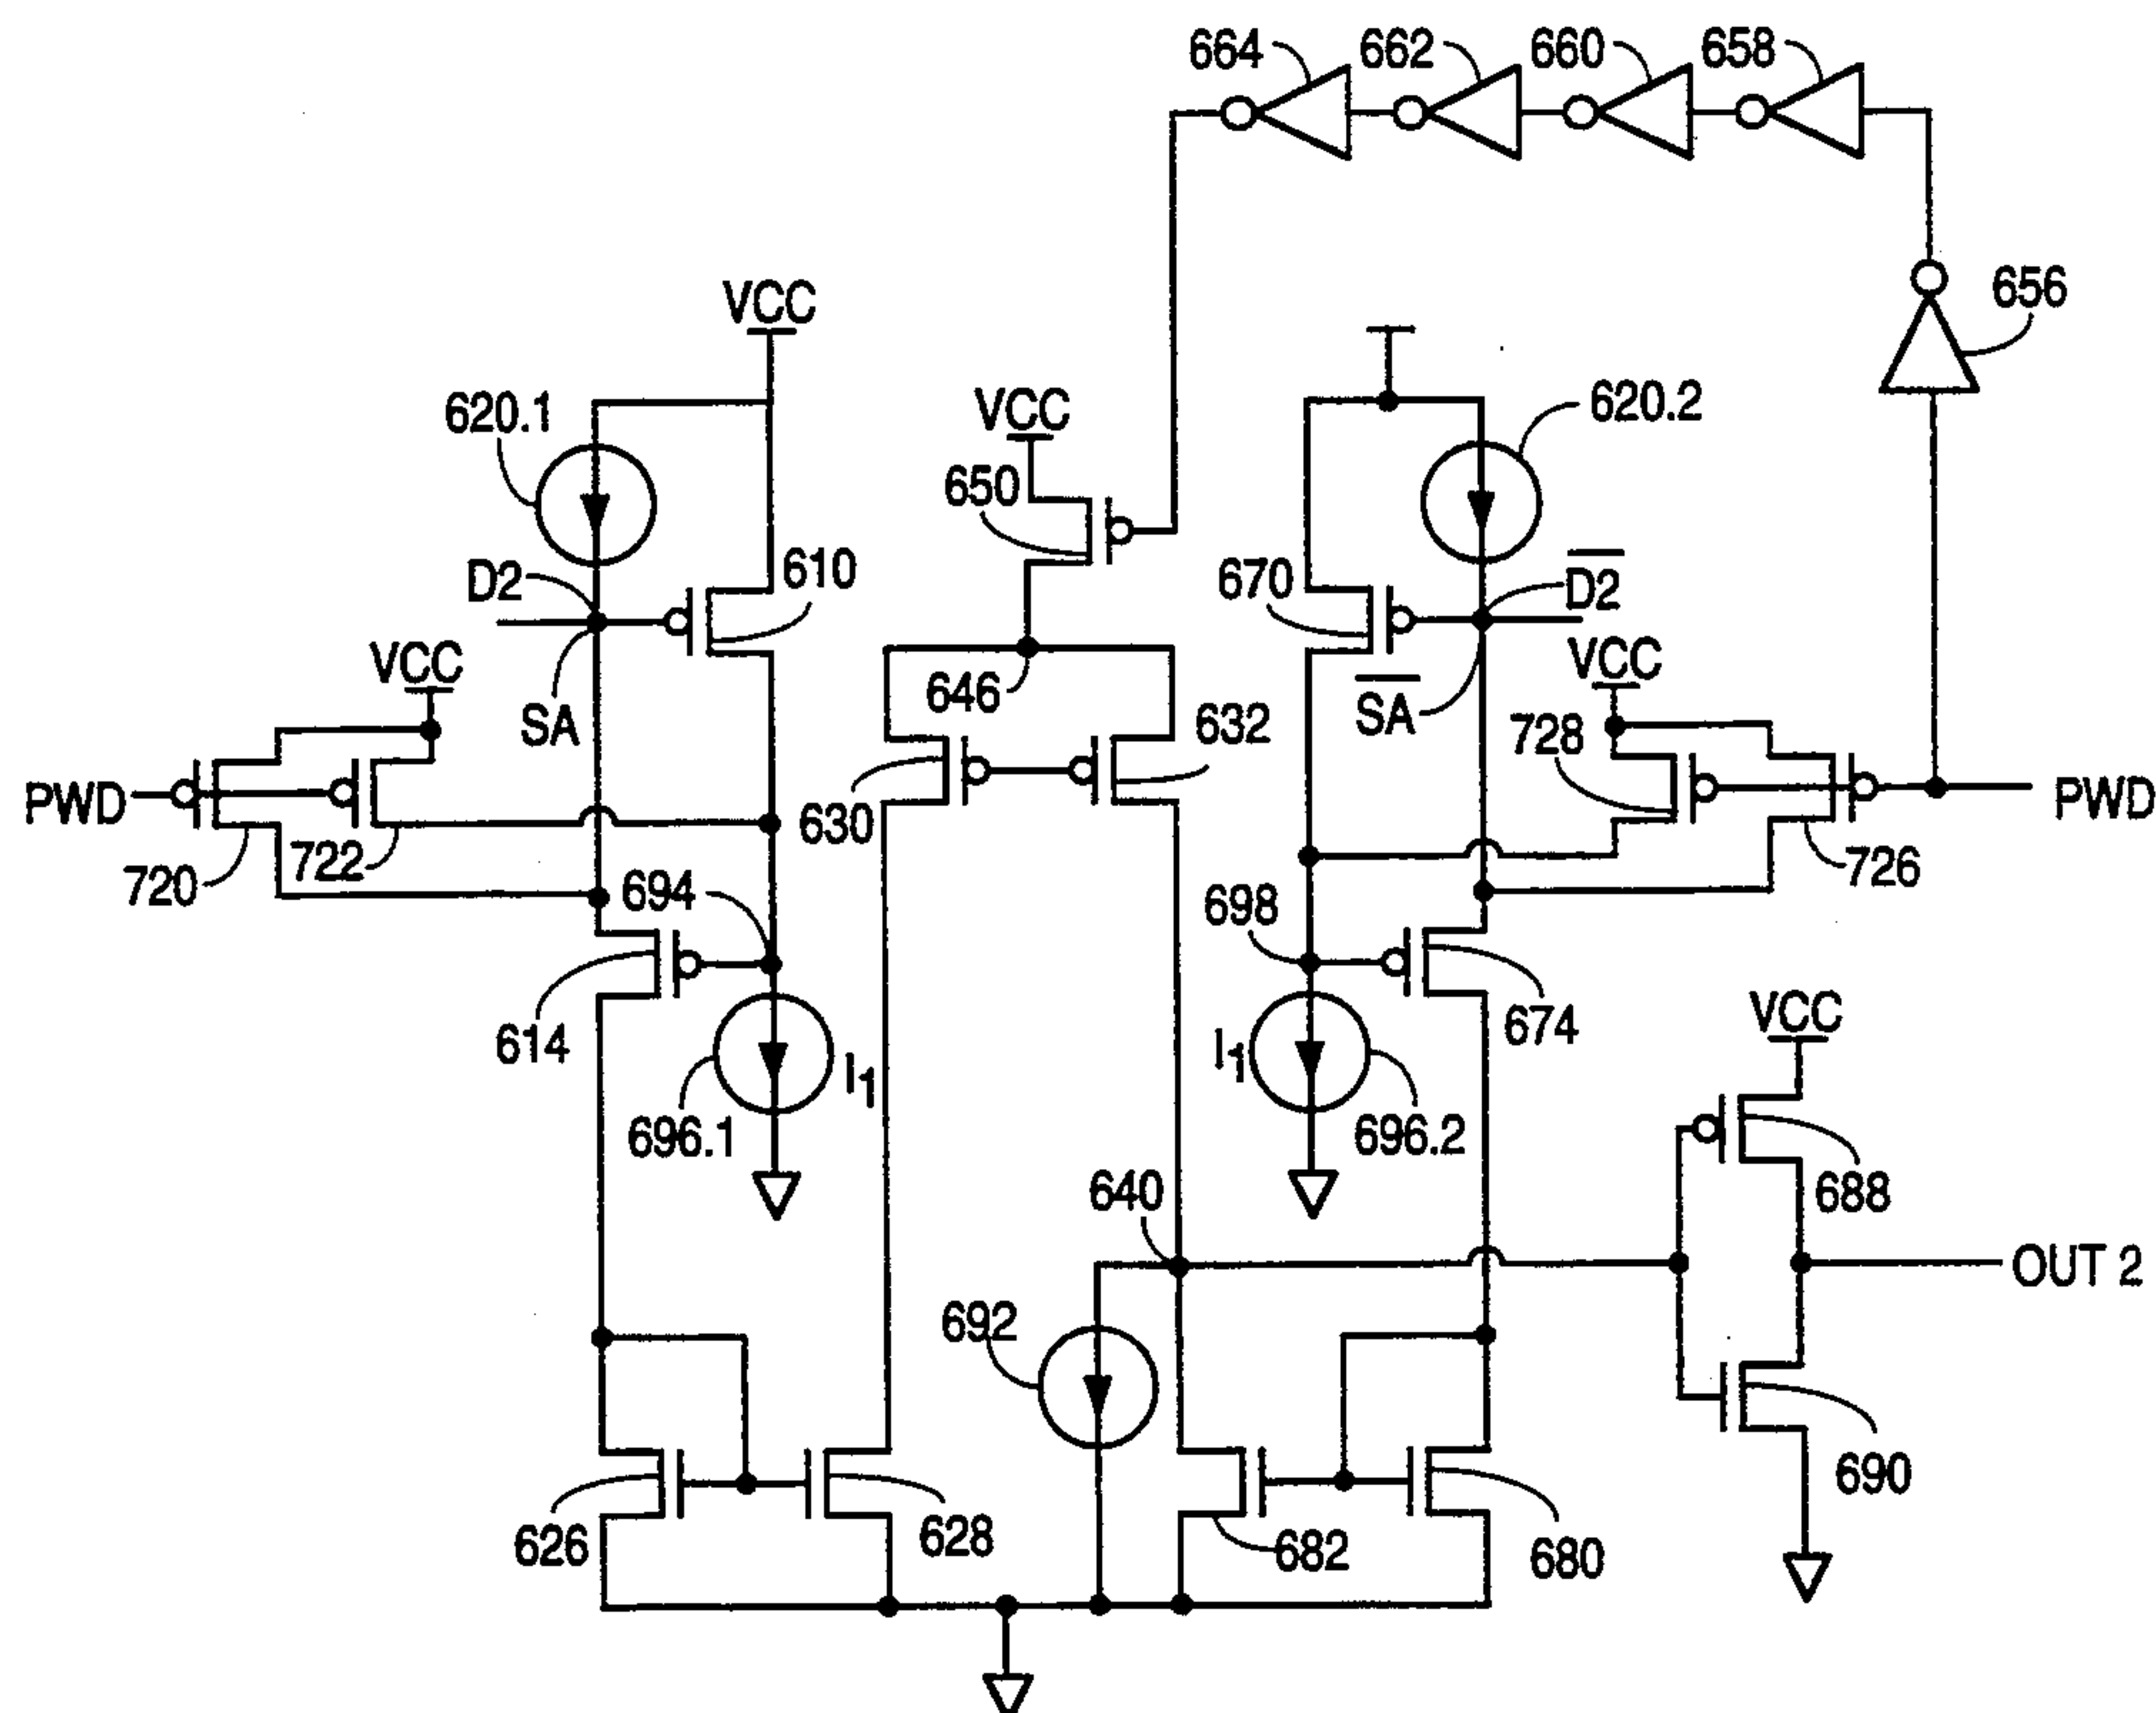 664 662 660 658
656
VCC
620.1
VCC
620.2
650
610
670
D2
D̅2̅
VCC
SA
646
S̅A̅
VCC
632
728
PWD
630
PWD
720 722
694
698
726
614
I1
I1
674
VCC
696.1
696.2
640
688
OUT 2
692
690
626
628
682
680